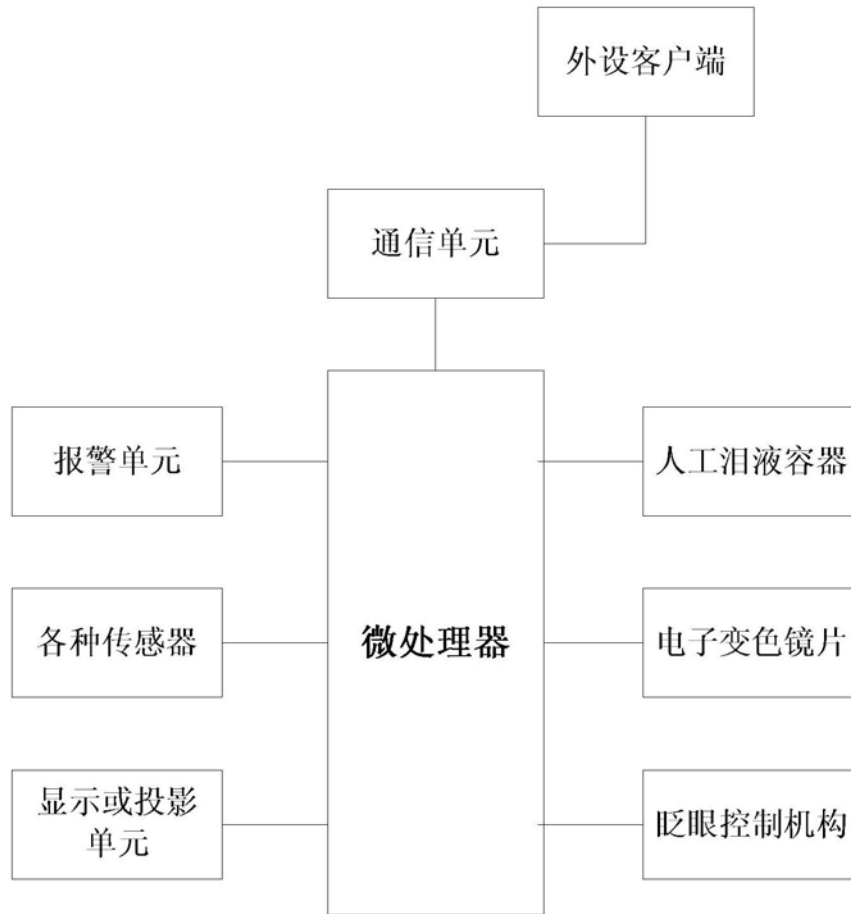 外设客户端
通信单元
报警单元
人工泪液容器
各种传感器
微处理器
电子变色镜片
显示或投影
单元
眨眼控制机构